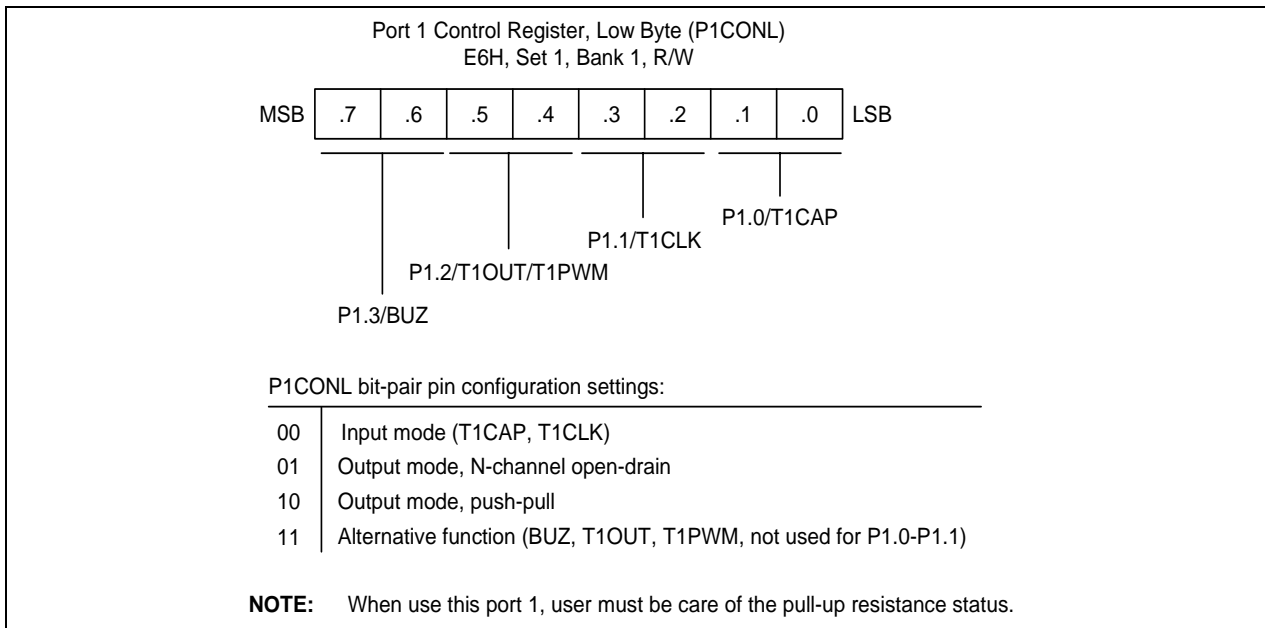 Port 1 Control Register, Low Byte (P1CONL)
E6H, Set 1, Bank 1, R/W
MSB .7 .6 .5 .4 .3 .2 .1 .0 LSB
P1.0/T1CAP
P1.1/T1CLK
P1.2/T1OUT/T1PWM
P1.3/BUZ
P1CONL bit-pair pin configuration settings:
00 Input mode (T1CAP, T1CLK)
01 Output mode, N-channel open-drain
10 Output mode, push-pull
11 Alternative function (BUZ, T1OUT, T1PWM, not used for P1.0-P1.1)
NOTE: When use this port 1, user must be care of the pull-up resistance status.